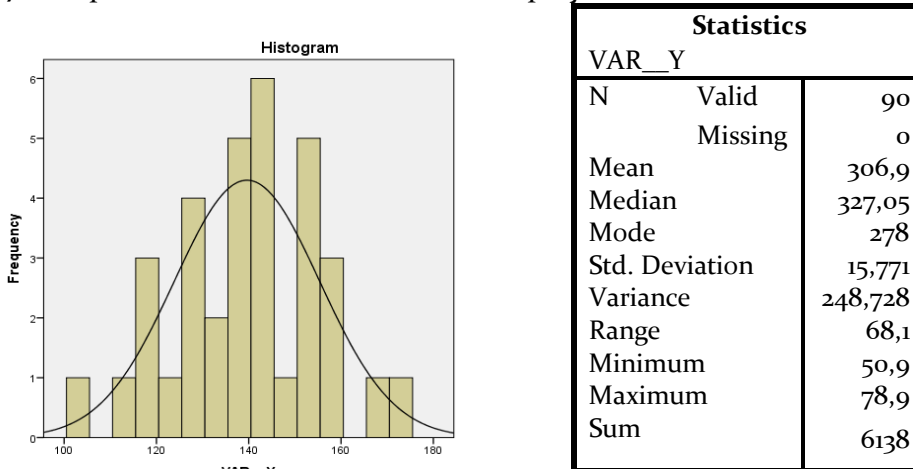 Histogram
6
5
4
3
2
1
0
Frequency
100 120 140 160 180
Statistics
VAR__Y
N Valid 90
Missing 0
Mean 306,9
Median 327,05
Mode 278
Std. Deviation 15,771
Variance 248,728
Range 68,1
Minimum 50,9
Maximum 78,9
Sum 6138